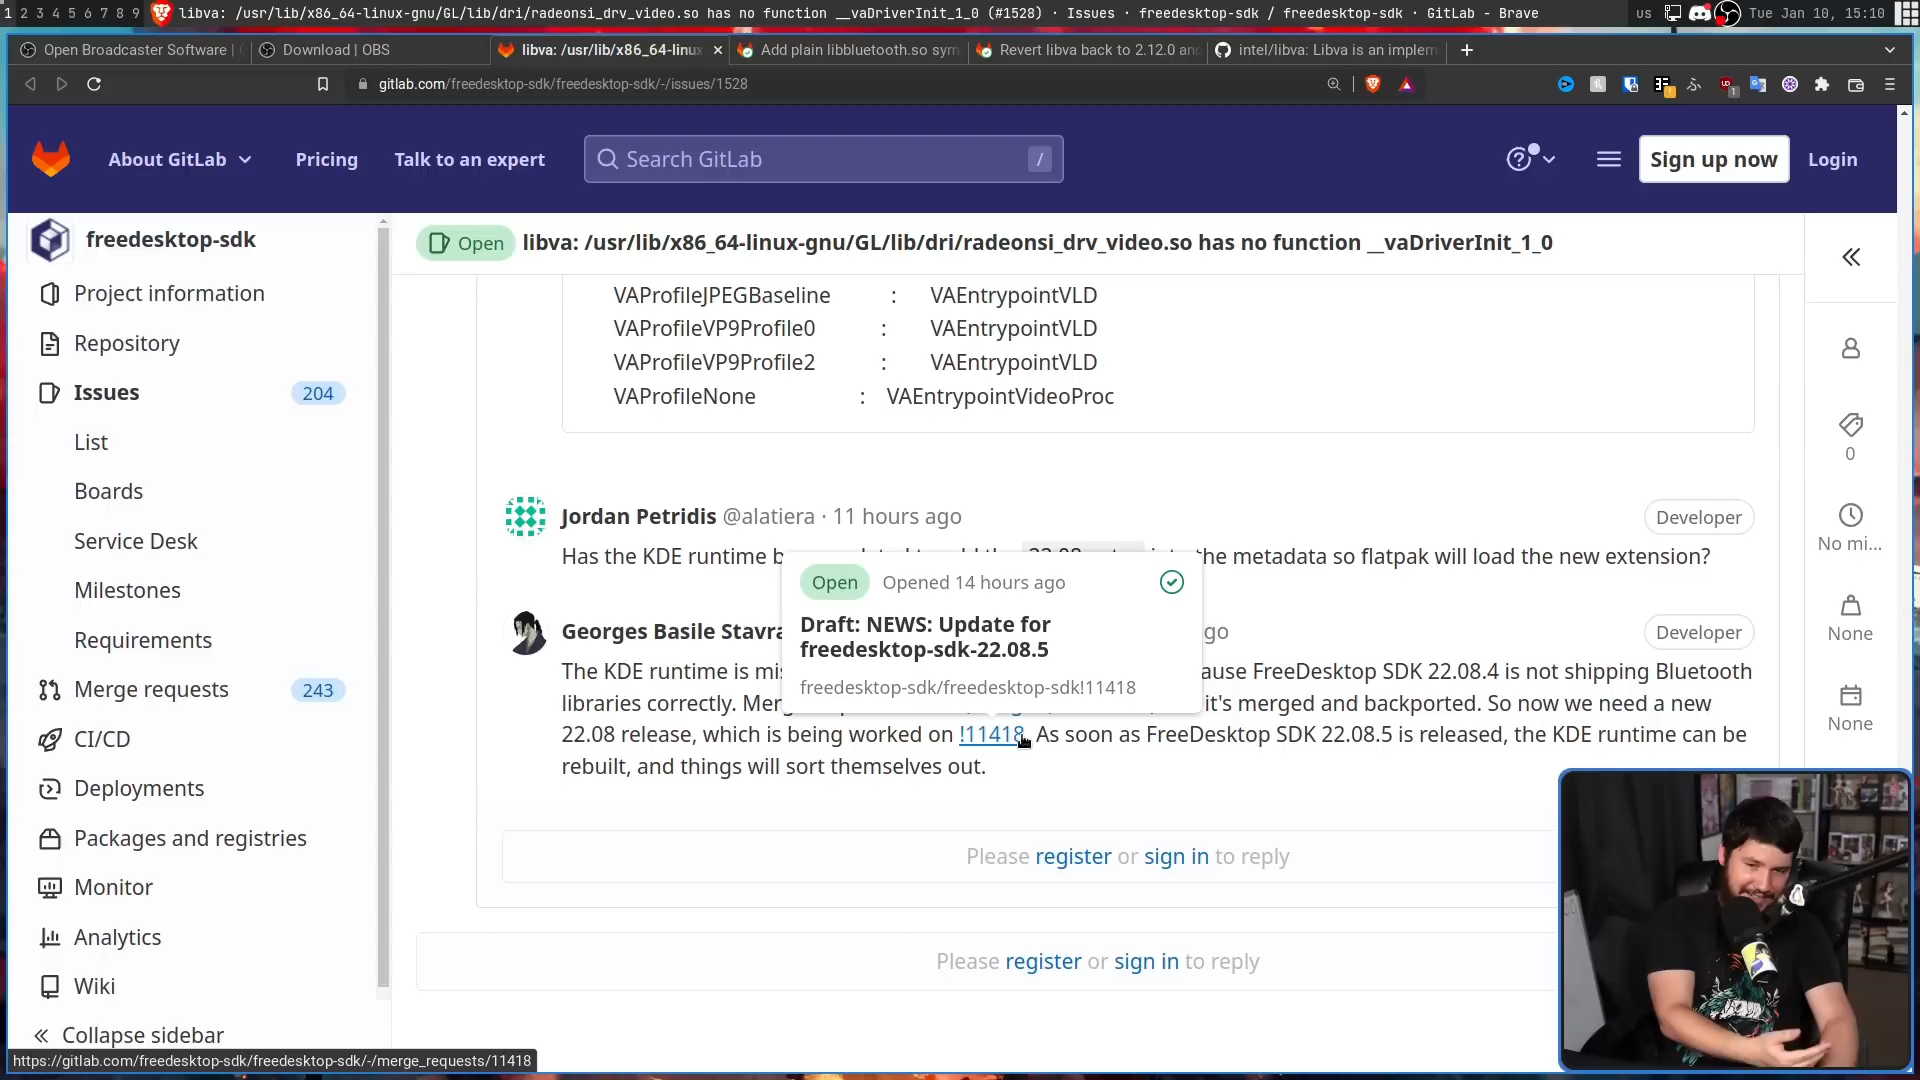 1 2 3 4 5 6 7 8 9 libva: /usr/lib/x86_64-linux-gnu/GL/lib/dri/radeonsi_drv_video.so has no function __vaDriverInit_1_0 (#1528) · Issues · freedesktop-sdk / freedesktop-sdk · GitLab - Brave us Tue Jan 10, 15:10
Open Broadcaster Software | Download | OBS libva: /usr/lib/x86_64-linux Add plain libbluetooth.so sym Revert libva back to 2.12.0 and intel/libva: Libva is an implem
gitlab.com/freedesktop-sdk/freedesktop-sdk/-/issues/1528
About GitLab Pricing Talk to an expert Search GitLab / Sign up now Login
freedesktop-sdk
Project information
Repository
Issues 204
List
Boards
Service Desk
Milestones
Requirements
Merge requests 243
CI/CD
Deployments
Packages and registries
Monitor
Analytics
Wiki
Collapse sidebar
https://gitlab.com/freedesktop-sdk/freedesktop-sdk/-/merge_requests/11418
Open libva: /usr/lib/x86_64-linux-gnu/GL/lib/dri/radeonsi_drv_video.so has no function __vaDriverInit_1_0
VAProfileJPEGBaseline : VAEntrypointVLD
VAProfileVP9Profile0 : VAEntrypointVLD
VAProfileVP9Profile2 : VAEntrypointVLD
VAProfileNone : VAEntrypointVideoProc
Jordan Petridis @alatiera · 11 hours ago Developer
Has the KDE runtime the metadata so flatpak will load the new extension?
Open Opened 14 hours ago
Draft: NEWS: Update for
freedesktop-sdk-22.08.5
freedesktop-sdk/freedesktop-sdk!11418
Georges Basile Stavra go Developer
The KDE runtime is mis ause FreeDesktop SDK 22.08.4 is not shipping Bluetooth
libraries correctly. Merg it's merged and backported. So now we need a new
22.08 release, which is being worked on !11418. As soon as FreeDesktop SDK 22.08.5 is released, the KDE runtime can be
rebuilt, and things will sort themselves out.
Please register or sign in to reply
Please register or sign in to reply
0
No mi...
None
None